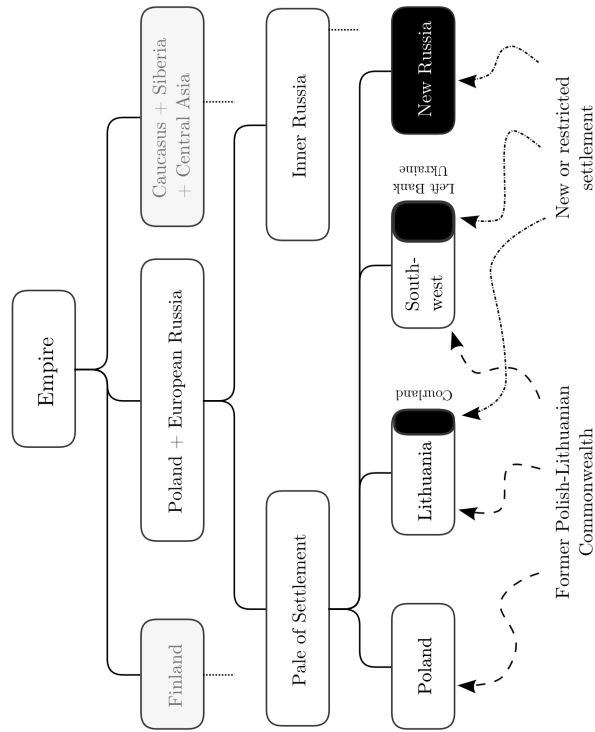 Empire
Finland
Poland + European Russia
Caucasus + Siberia
+ Central Asia
Pale of Settlement
Inner Russia
Poland
Lithuania
Courland
South-
west
Left Bank
Ukraine
New Russia
Former Polish-Lithuanian
Commonwealth
New or restricted
settlement